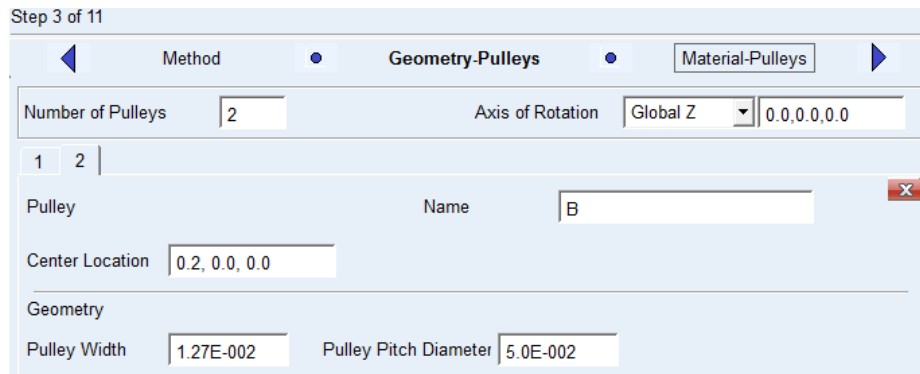 Step 3 of 11
Method Geometry-Pulleys Material-Pulleys
Number of Pulleys 2 Axis of Rotation Global Z 0.0,0.0,0.0
1 2
Pulley Name B
Center Location 0.2, 0.0, 0.0
Geometry
Pulley Width 1.27E-002 Pulley Pitch Diameter 5.0E-002